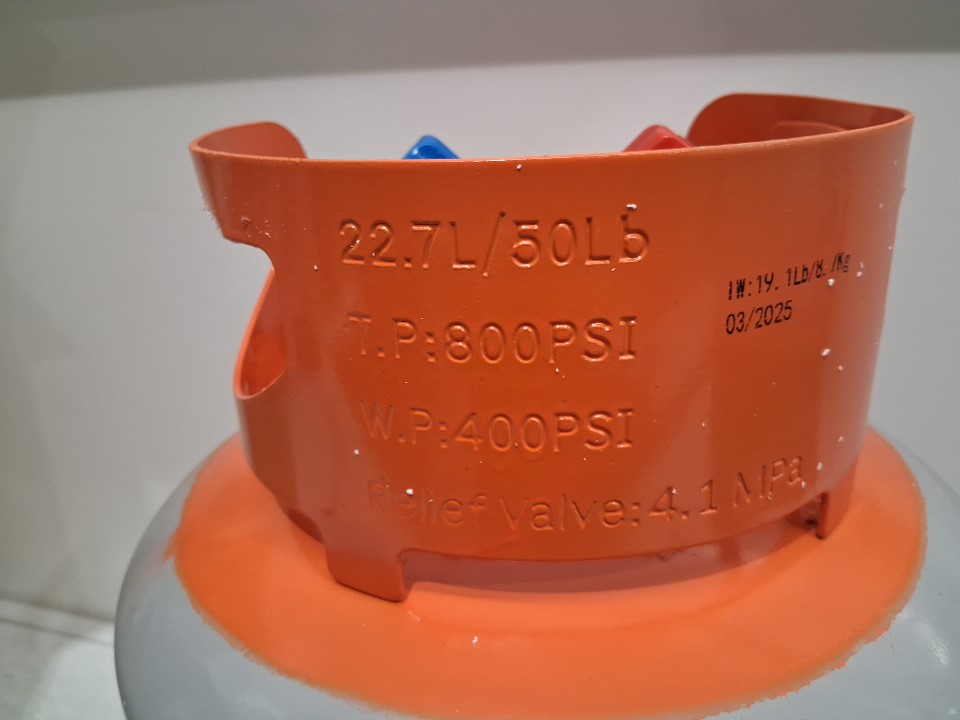 22.7L/50Lb
T.P:800PSI
W.P:400PSI
Relief Valve:4.1 MPa
03/2025